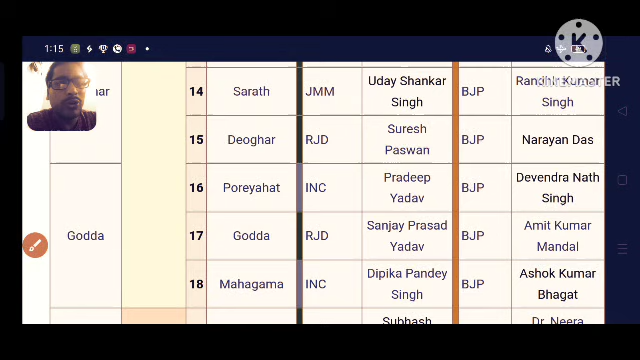 1:15
KINEMASTER
14 Sarath JMM Uday Shankar Singh BJP Randhir Kumar Singh
15 Deoghar RJD Suresh Paswan BJP Narayan Das
16 Poreyahat INC Pradeep Yadav BJP Devendra Nath Singh
Godda 17 Godda RJD Sanjay Prasad Yadav BJP Amit Kumar Mandal
18 Mahagama INC Dipika Pandey Singh BJP Ashok Kumar Bhagat
Subhash Dr. Neera